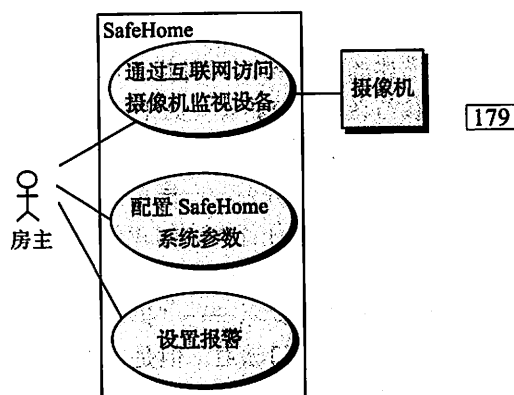 SafeHome
通过互联网访问
摄像机监视设备
摄像机
179
房主
配置 SafeHome
系统参数
设置报警